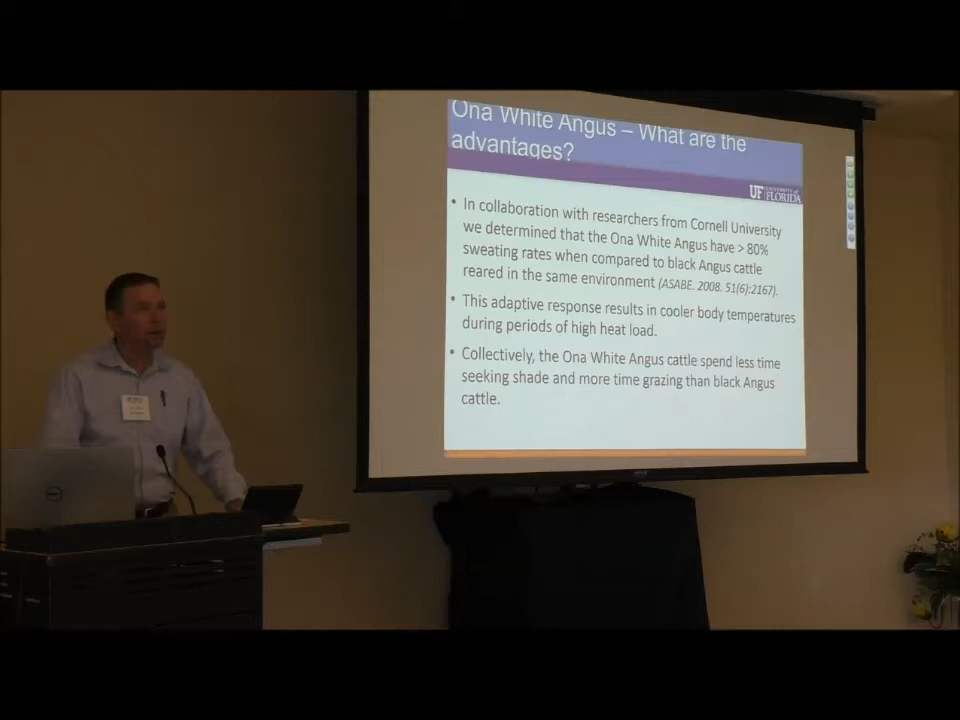 Ona White Angus – What are the
advantages?
UF UNIVERSITY of
FLORIDA
• In collaboration with researchers from Cornell University
we determined that the Ona White Angus have > 80%
sweating rates when compared to black Angus cattle
reared in the same environment (ASABE. 2008. 51(6):2167).
• This adaptive response results in cooler body temperatures
during periods of high heat load.
• Collectively, the Ona White Angus cattle spend less time
seeking shade and more time grazing than black Angus
cattle.
DELL